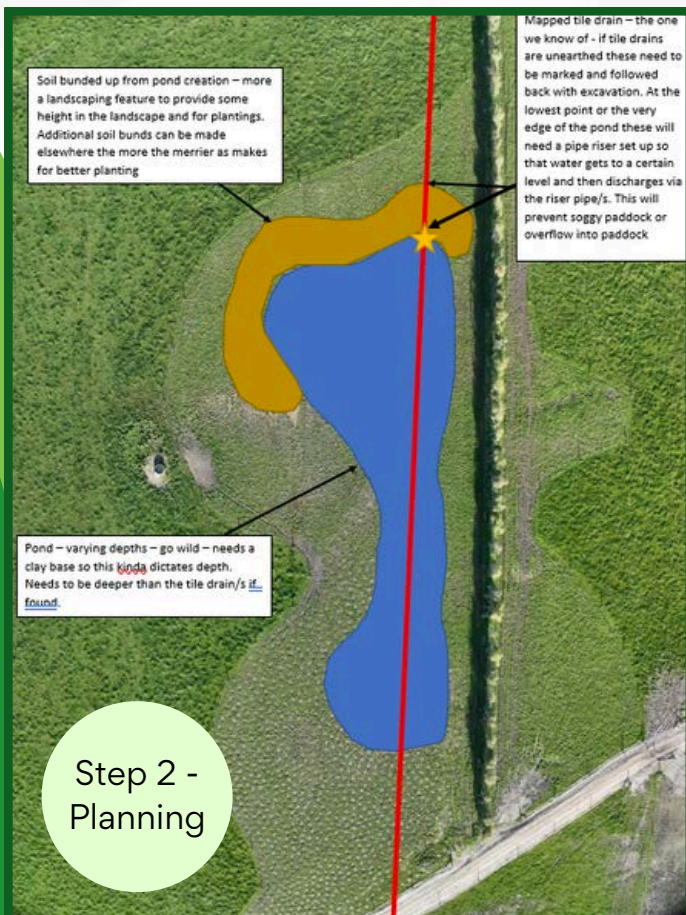 Mapped tile drain – the one
we know of - if tile drains
are unearthed these need to
be marked and followed
back with excavation. At the
lowest point or the very
edge of the pond these will
need a pipe riser set up so
that water gets to a certain
level and then discharges via
the riser pipe/s. This will
prevent soggy paddock or
overflow into paddock
Soil bunded up from pond creation – more
a landscaping feature to provide some
height in the landscape and for plantings.
Additional soil bunds can be made
elsewhere the more the merrier as makes
for better planting
Pond – varying depths – go wild – needs a
clay base so this kinda dictates depth.
Needs to be deeper than the tile drain/s if
found.
Step 2 -
Planning